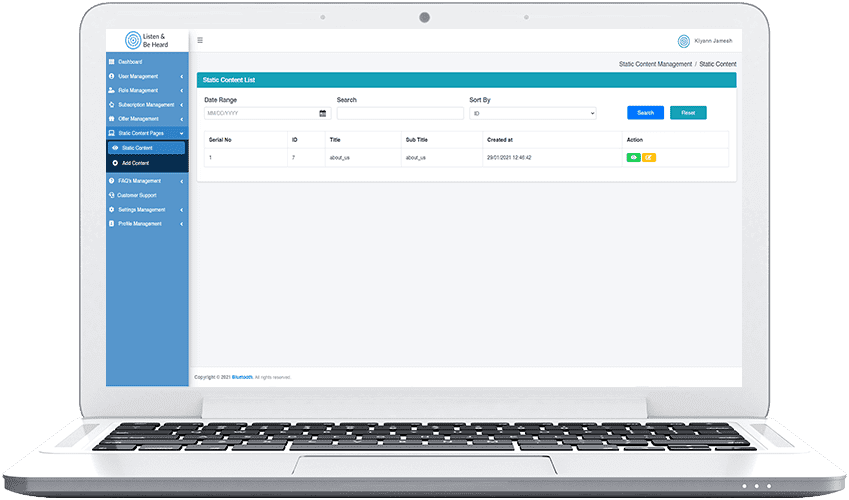 Listen &
Be Heard
Kiyann Jamesh
Dashboard
User Management
Role Management
Subscription Management
Offer Management
Static Content Pages
Static Content
Add Content
FAQ's Management
Customer Support
Settings Management
Profile Management
Static Content Management / Static Content
Static Content List
Date Range Search Sort By
MM/DD/YYYY ID Search Reset
Serial No ID Title Sub Title Created at Action
1 7 about_us about_us 29/01/2021 12:46:42
Copyright © 2021 Bluetooth. All rights reserved.